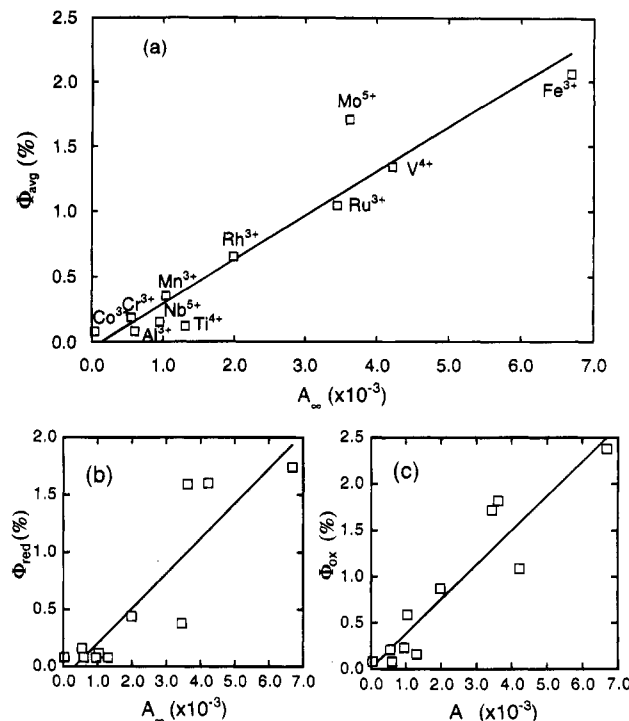 (a)
2.5
2.0
1.5
1.0
0.5
0.0
Φavg (%)
Mo5+
Fe3+
V4+
Ru3+
Rh3+
Mn3+
Co3+
Cr3+
Nb5+
Al3+
Ti4+
0.0 1.0 2.0 3.0 4.0 5.0 6.0 7.0
A∞ (x10-3)
(b)
2.0
1.5
1.0
0.5
0.0
Φred (%)
0.0 1.0 2.0 3.0 4.0 5.0 6.0 7.0
A∞ (x10-3)
(c)
2.5
2.0
1.5
1.0
0.5
0.0
Φox (%)
0.0 1.0 2.0 3.0 4.0 5.0 6.0 7.0
A (x10-3)